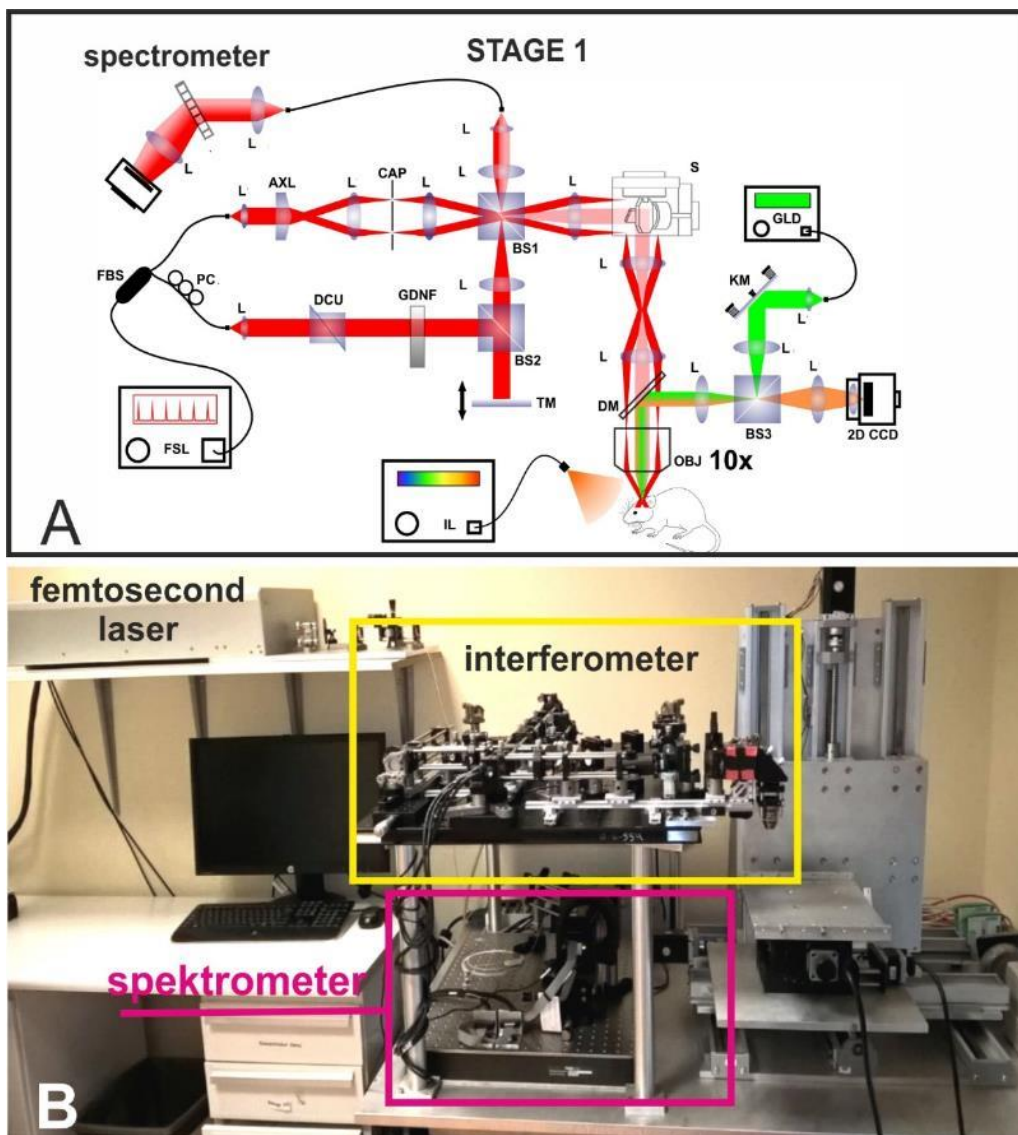 STAGE 1
spectrometer
L
L
L
L
S
AXL
L
CAP
L
L
GLD
L
BS1
FBS
PC
L
KM
L
L
DCU
GDNF
L
L
L
L
BS2
DM
L
L
TM
BS3
2D CCD
FSL
OBJ 10x
IL
A
femtosecond
laser
interferometer
spektrometer
B